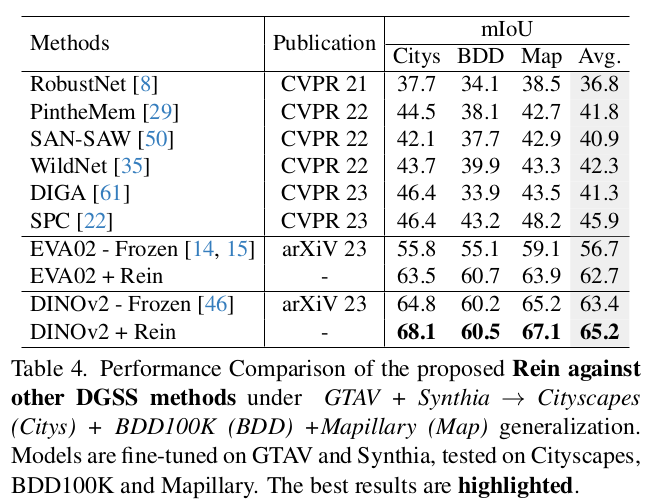 Methods Publication mIoU
Citys BDD Map Avg.
RobustNet [8] CVPR 21 37.7 34.1 38.5 36.8
PintheMem [29] CVPR 22 44.5 38.1 42.7 41.8
SAN-SAW [50] CVPR 22 42.1 37.7 42.9 40.9
WildNet [35] CVPR 22 43.7 39.9 43.3 42.3
DIGA [61] CVPR 23 46.4 33.9 43.5 41.3
SPC [22] CVPR 23 46.4 43.2 48.2 45.9
EVA02 - Frozen [14, 15] arXiV 23 55.8 55.1 59.1 56.7
EVA02 + Rein - 63.5 60.7 63.9 62.7
DINOv2 - Frozen [46] arXiV 23 64.8 60.2 65.2 63.4
DINOv2 + Rein - 68.1 60.5 67.1 65.2
Table 4. Performance Comparison of the proposed Rein against
other DGSS methods under GTAV + Synthia → Cityscapes
(Citys) + BDD100K (BDD) +Mapillary (Map) generalization.
Models are fine-tuned on GTAV and Synthia, tested on Cityscapes,
BDD100K and Mapillary. The best results are highlighted.